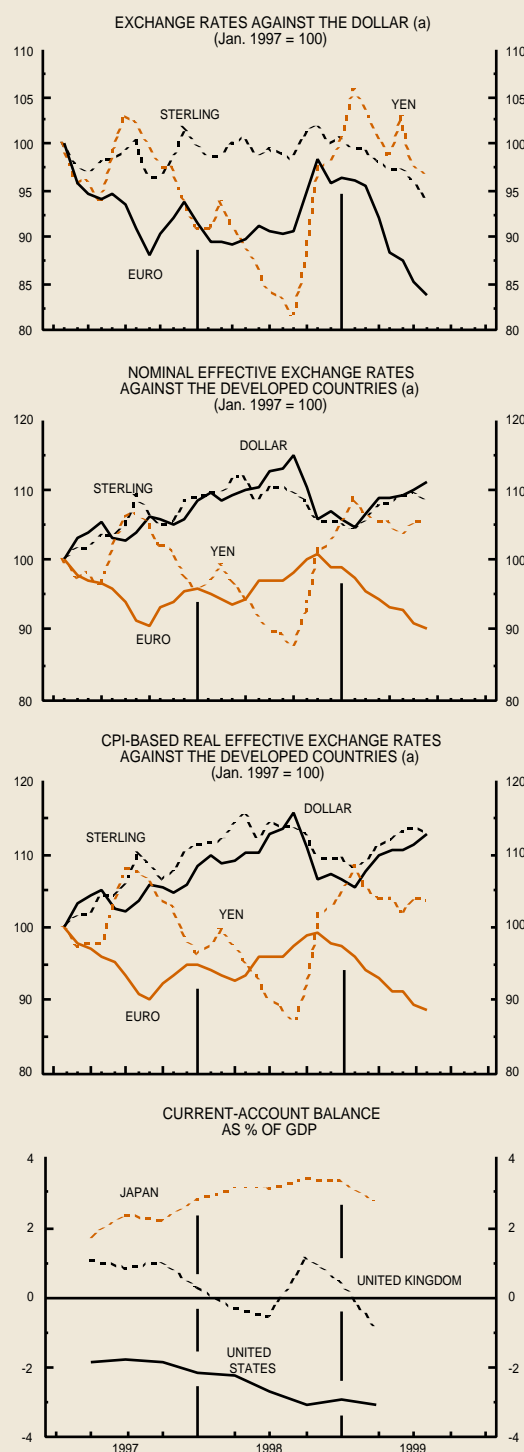 EXCHANGE RATES AGAINST THE DOLLAR (a)
(Jan. 1997 = 100)
110 110
105 105
100 100
95 95
90 90
85 85
80 80
STERLING
YEN
EURO
NOMINAL EFFECTIVE EXCHANGE RATES
AGAINST THE DEVELOPED COUNTRIES (a)
(Jan. 1997 = 100)
120 120
110 110
100 100
90 90
80 80
DOLLAR
STERLING
YEN
EURO
CPI-BASED REAL EFFECTIVE EXCHANGE RATES
AGAINST THE DEVELOPED COUNTRIES (a)
(Jan. 1997 = 100)
120 120
110 110
100 100
90 90
80 80
DOLLAR
STERLING
YEN
EURO
CURRENT-ACCOUNT BALANCE
AS % OF GDP
4 4
2 2
0 0
-2 -2
-4 -4
JAPAN
UNITED KINGDOM
UNITED
STATES
1997 1998 1999